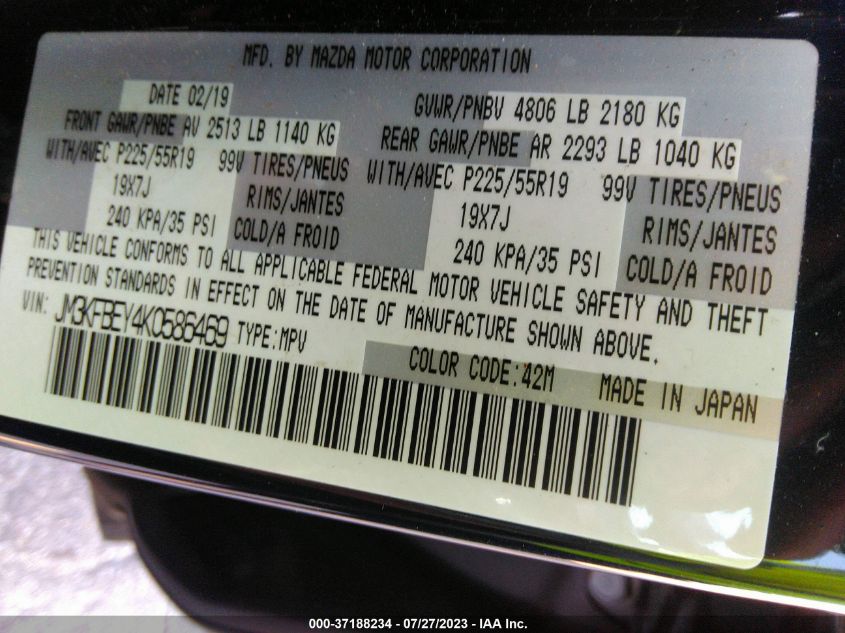 MFD. BY MAZDA MOTOR CORPORATION
DATE 02/19
GVWR/PNBV 4806 LB 2180 KG
FRONT GAWR/PNBE AV 2513 LB 1140 KG
REAR GAWR/PNBE AR 2293 LB 1040 KG
WITH/AVEC P225/55R19 99V TIRES/PNEUS
WITH/AVEC P225/55R19 99V TIRES/PNEUS
19X7J RIMS/JANTES
19X7J RIMS/JANTES
240 KPA/35 PSI COLD/A FROID
240 KPA/35 PSI COLD/A FROID
THIS VEHICLE CONFORMS TO ALL APPLICABLE FEDERAL MOTOR VEHICLE SAFETY AND THEFT
PREVENTION STANDARDS IN EFFECT ON THE DATE OF MANUFACTURE SHOWN ABOVE.
VIN: JM3KFBEY4K0586469 TYPE:MPV
COLOR CODE:42M MADE IN JAPAN
000-37188234 - 07/27/2023 - IAA Inc.